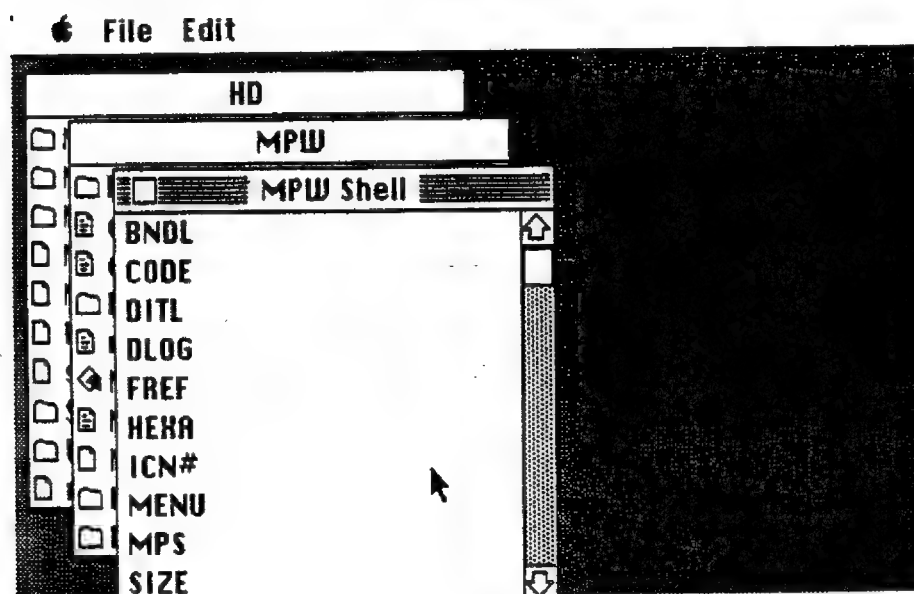 File Edit
HD
MPW
MPW Shell
BNDL
CODE
DITL
DLOG
FREF
HEXA
ICN#
MENU
MPS
SIZE